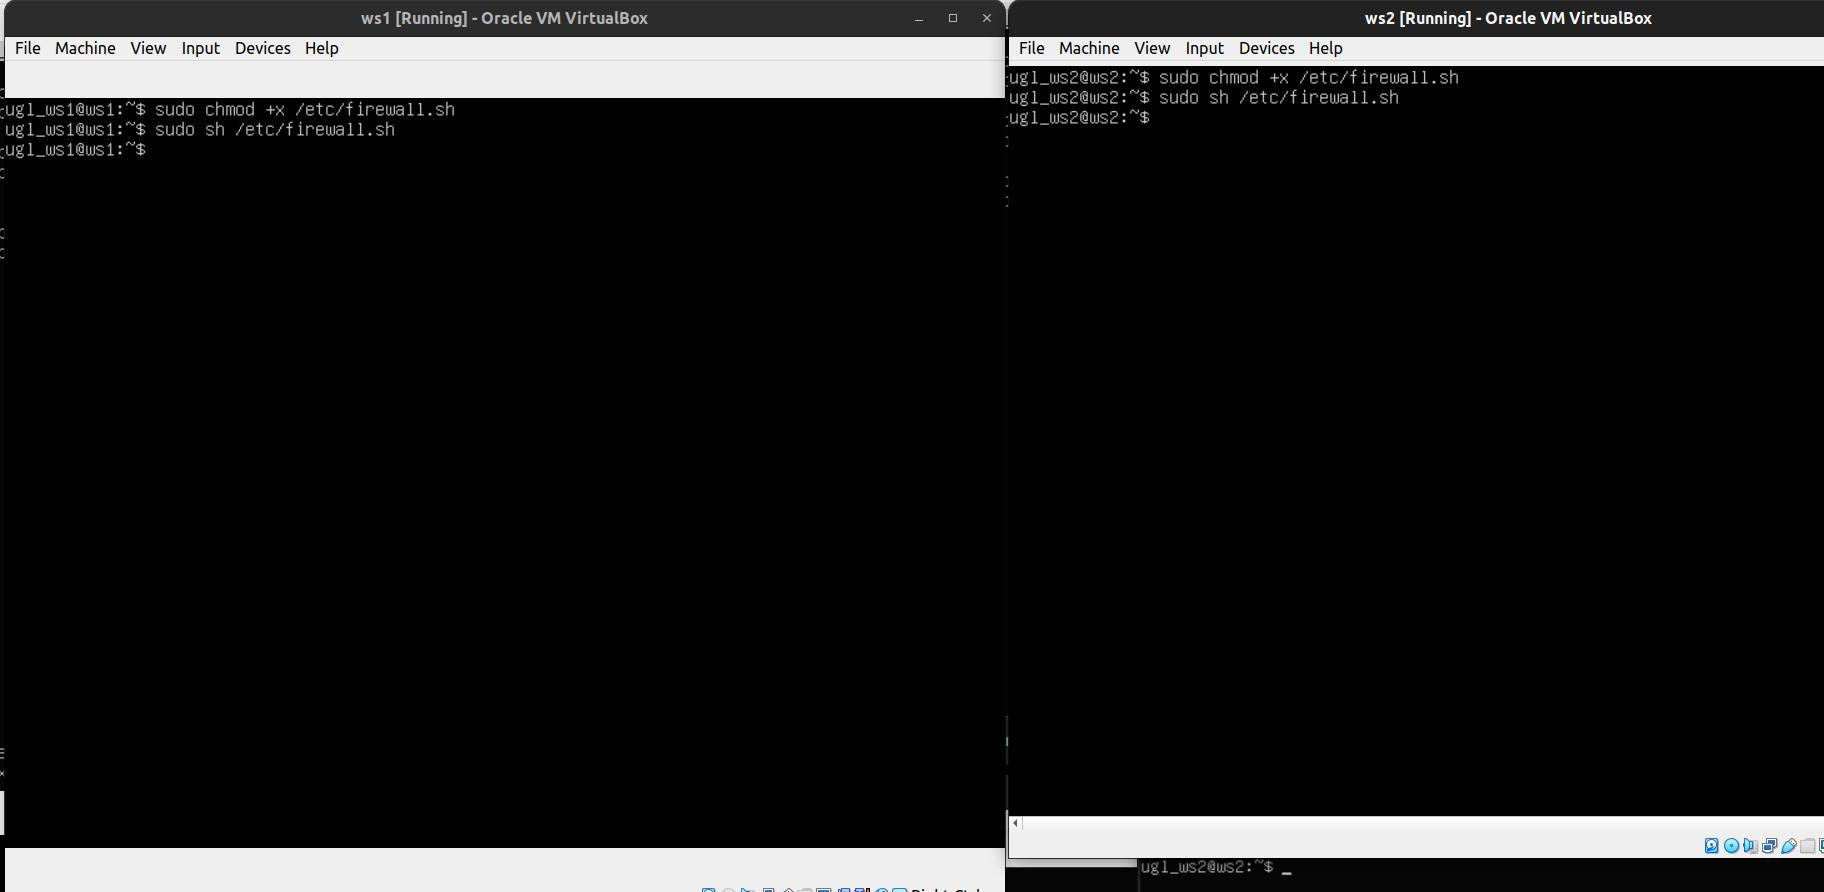 ws1 [Running] - Oracle VM VirtualBox
File Machine View Input Devices Help
ugl_ws1@ws1:~$ sudo chmod +x /etc/firewall.sh
ugl_ws1@ws1:~$ sudo sh /etc/firewall.sh
ugl_ws1@ws1:~$
ws2 [Running] - Oracle VM VirtualBox
File Machine View Input Devices Help
ugl_ws2@ws2:~$ sudo chmod +x /etc/firewall.sh
ugl_ws2@ws2:~$ sudo sh /etc/firewall.sh
ugl_ws2@ws2:~$
ugl_ws2@ws2:~$ _